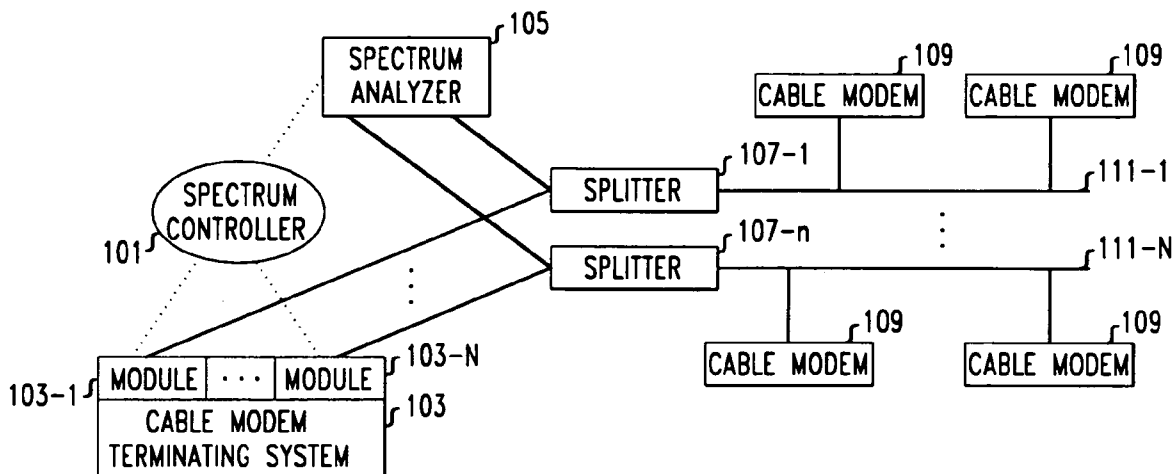 105
SPECTRUM
ANALYZER
109
CABLE MODEM
109
CABLE MODEM
107-1
SPLITTER
111-1
SPECTRUM
CONTROLLER
101
107-n
SPLITTER
111-N
109
CABLE MODEM
109
CABLE MODEM
103-1
MODULE
...
MODULE
103-N
103
CABLE MODEM
TERMINATING SYSTEM